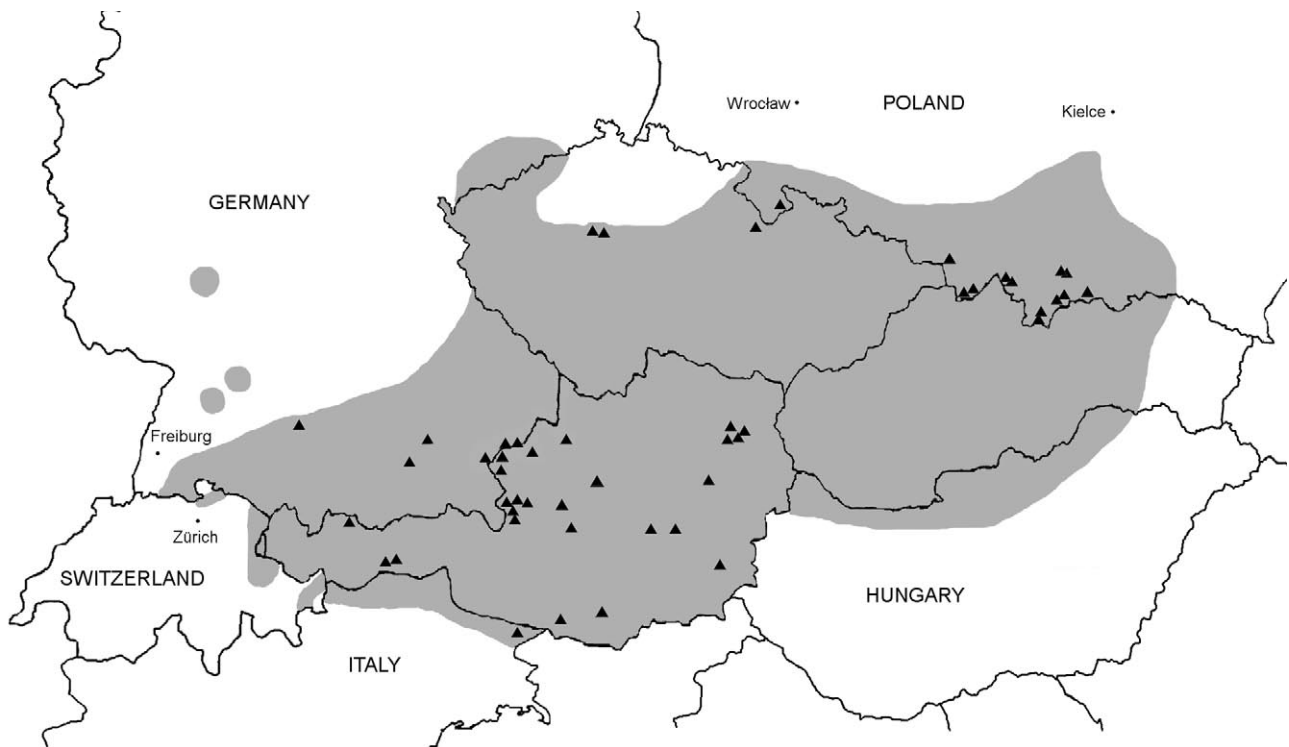 Wrocław
POLAND
Kielce
GERMANY
Freiburg
Zürich
SWITZERLAND
HUNGARY
ITALY